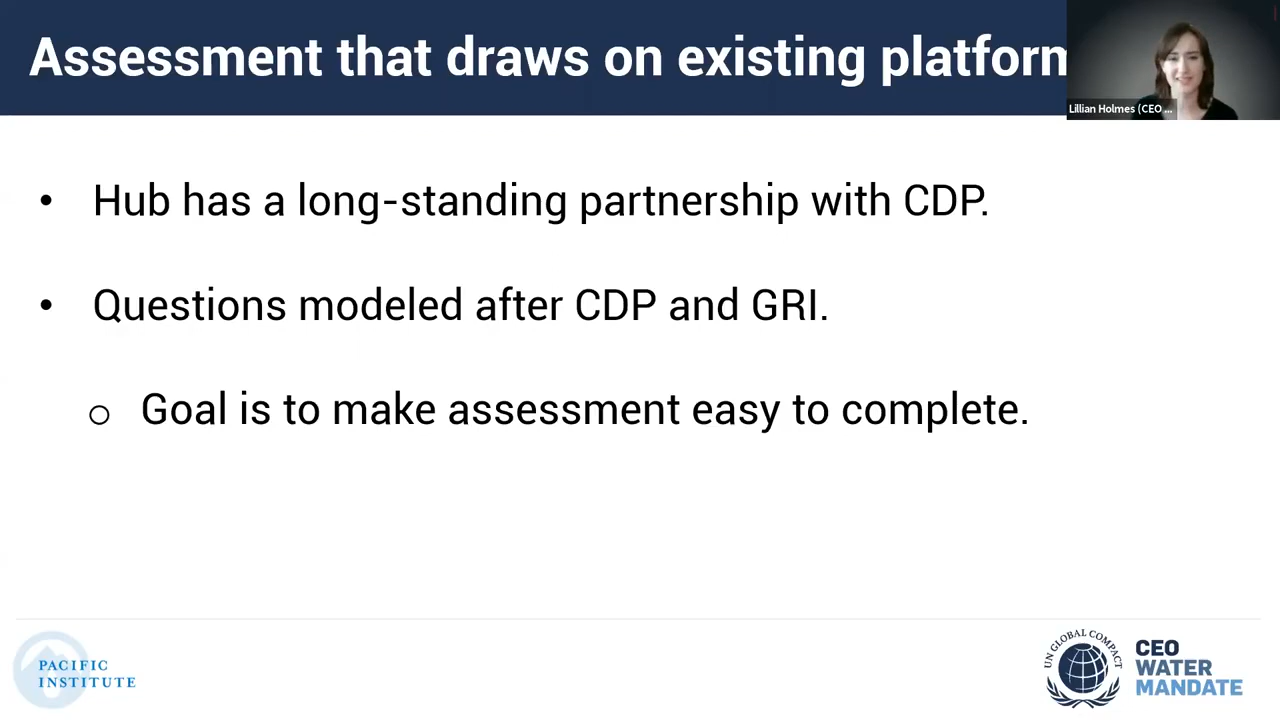 Assessment that draws on existing platform
Lillian Holmes (CEO ...
• Hub has a long-standing partnership with CDP.
• Questions modeled after CDP and GRI.
o Goal is to make assessment easy to complete.
PACIFIC
INSTITUTE
UN GLOBAL COMPACT
CEO
WATER
MANDATE